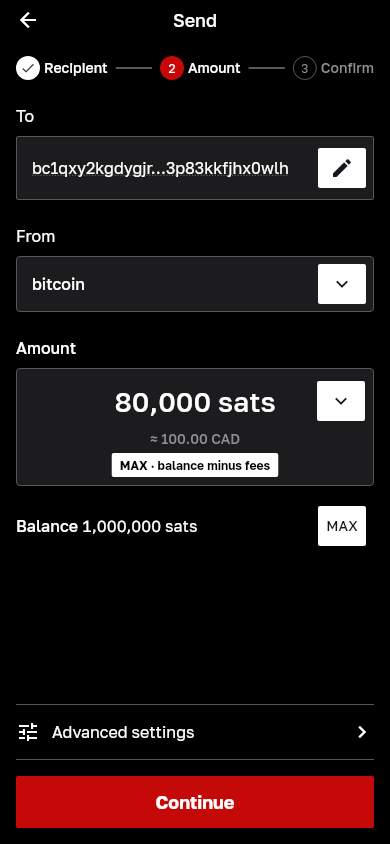 Send
Recipient 2 Amount 3 Confirm
To
bc1qxy2kgdygjr...3p83kkfjhx0wlh
From
bitcoin
Amount
80,000 sats
≈ 100.00 CAD
MAX · balance minus fees
Balance 1,000,000 sats MAX
Advanced settings
Continue